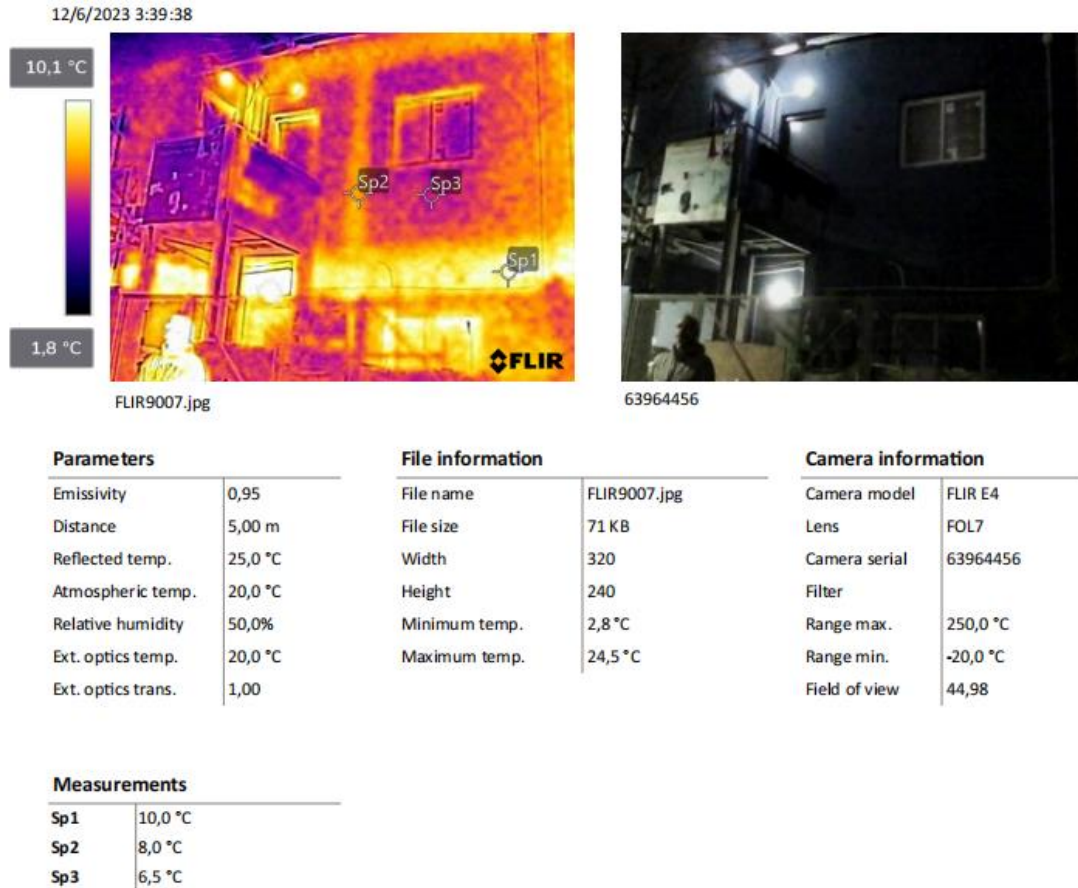 12/6/2023 3:39:38
10,1 °C
1,8 °C
Sp2
Sp3
Sp1
FLIR
FLIR9007.jpg
63964456
Parameters
Emissivity 0,95
Distance 5,00 m
Reflected temp. 25,0 °C
Atmospheric temp. 20,0 °C
Relative humidity 50,0%
Ext. optics temp. 20,0 °C
Ext. optics trans. 1,00
File information
File name FLIR9007.jpg
File size 71 KB
Width 320
Height 240
Minimum temp. 2,8 °C
Maximum temp. 24,5 °C
Camera information
Camera model FLIR E4
Lens FOL7
Camera serial 63964456
Filter
Range max. 250,0 °C
Range min. -20,0 °C
Field of view 44,98
Measurements
Sp1 10,0 °C
Sp2 8,0 °C
Sp3 6,5 °C